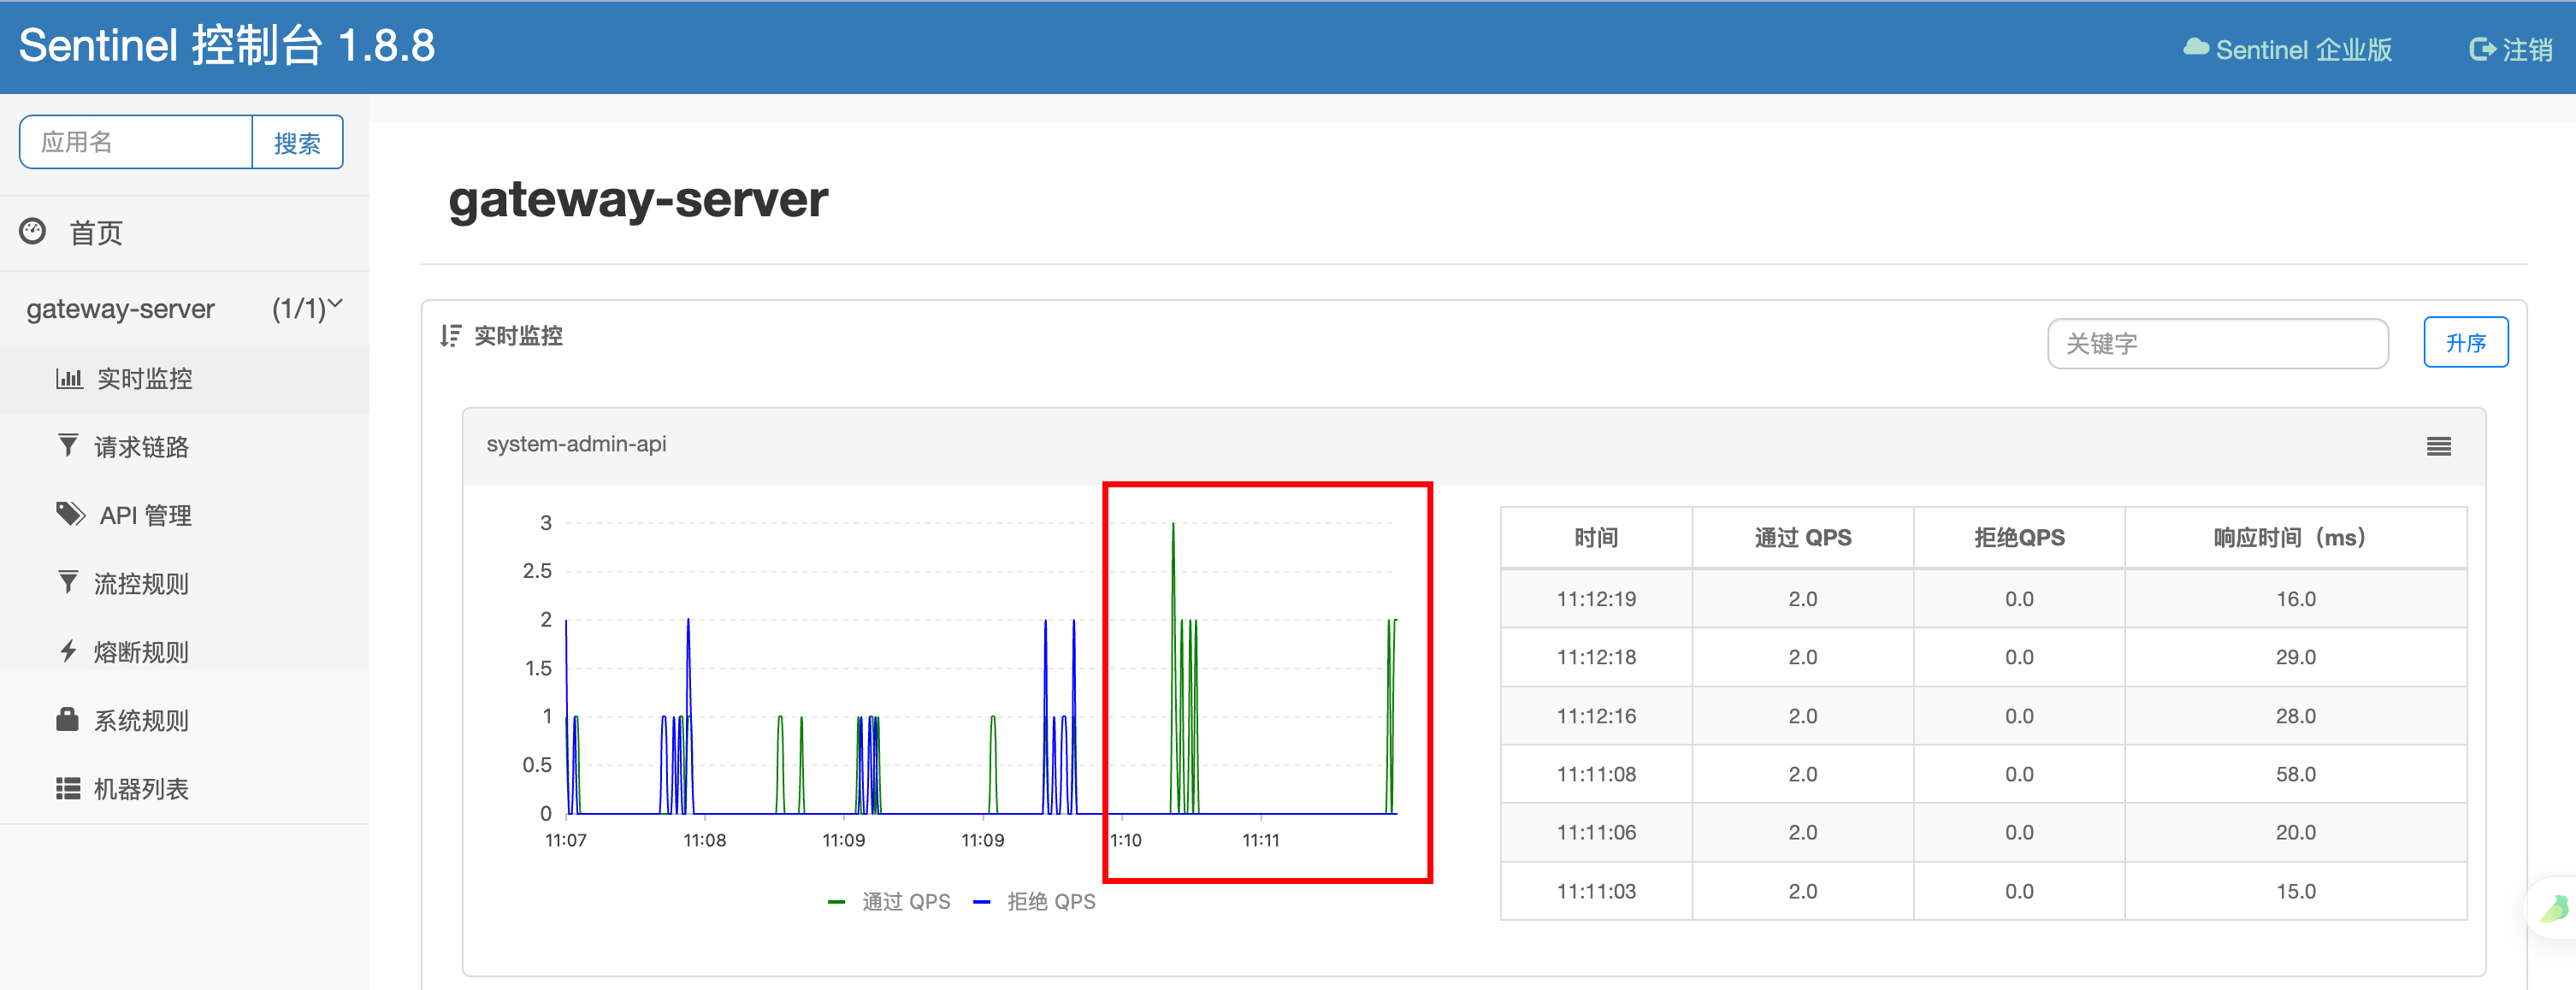 Sentinel 控制台 1.8.8
Sentinel 企业版
注销
应用名
搜索
首页
gateway-server (1/1)
实时监控
请求链路
API 管理
流控规则
熔断规则
系统规则
机器列表
gateway-server
实时监控
关键字
升序
system-admin-api
3
2.5
2
1.5
1
0.5
0
11:07 11:08 11:09 11:09 1:10 11:11
通过 QPS 拒绝 QPS
时间 通过 QPS 拒绝QPS 响应时间（ms）
11:12:19 2.0 0.0 16.0
11:12:18 2.0 0.0 29.0
11:12:16 2.0 0.0 28.0
11:11:08 2.0 0.0 58.0
11:11:06 2.0 0.0 20.0
11:11:03 2.0 0.0 15.0